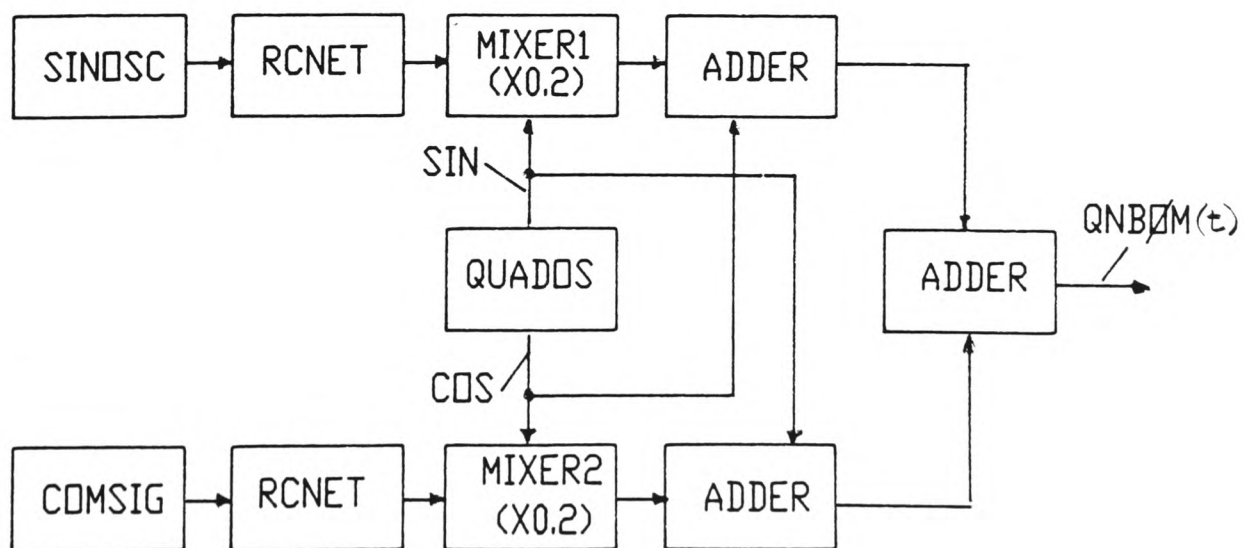 SINOSC
RCNET
MIXER1
(X0.2)
ADDER
SIN
QUADOS
COS
ADDER
QNBØM(t)
COMSIG
RCNET
MIXER2
(X0.2)
ADDER